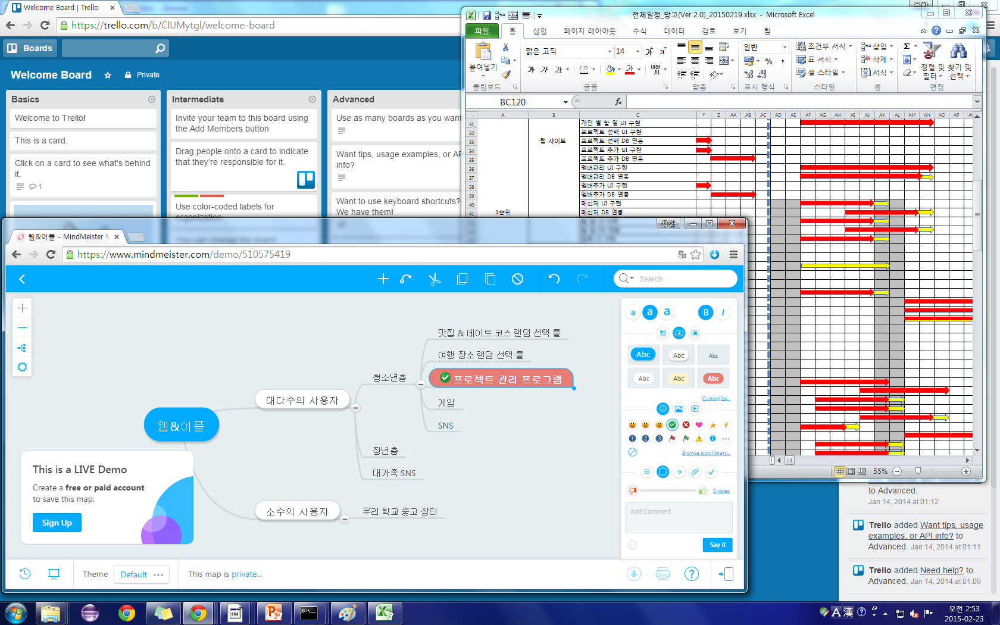 Welcome Board | Trello
https://trello.com/b/ClUMytgl/welcome-board
Boards
Welcome Board
Private
Basics
Welcome to Trello!
This is a card.
Click on a card to see what's behind
it.
1
Intermediate
Invite your team to this board using
the Add Members button
Drag people onto a card to indicate
that they're responsible for it.
Use color-coded labels for
organization
Advanced
Use as many boards as you want
Want tips, usage examples, or AP
info?
Want to use keyboard shortcuts?
We have them!
용환
전체일정_망고(Ver 2.0)_20150219.xlsx - Microsoft Excel
파일 홈 삽입 페이지 레이아웃 수식 데이터 검토 보기 팀
붙여넣기
클립보드
맑은 고딕 14
가 가 가 가 내천
글꼴
맞춤
일반
표시 형식
조건부 서식
표 서식
셀 스타일
스타일
삽입
삭제
서식
셀
정렬 및
필터
찾기 및
선택
편집
BC120
fx
A B C Y Z AA AB AC AD AE AF AG AH AI AJ AK AL AM AN AO AP
31 개인 별 할 일 UI 구현
32 프로젝트 선택 UI 구현
33 웹 사이트 프로젝트 선택 DB 연동
34 프로젝트 추가 UI 구현
35 프로젝트 추가 DB 연동
36 멤버관리 UI 구현
37 멤버관리 DB 연동
38 멤버추가 UI 구현
39 멤버추가 DB 연동
40 메신저 UI 구현
41 1순위 메신저 DB 연동
55%
용환
웹&어플 - MindMeister M
https://www.mindmeister.com/demo/510575419
Search
맛집 & 데이트 코스 랜덤 선택 툴
여행 장소 랜덤 선택 툴
청소년층
프로젝트 관리 프로그램
게임
SNS
대다수의 사용자
웹&어플
장년층
대가족 SNS
소수의 사용자
우리 학교 중고 장터
This is a LIVE Demo
Create a free or paid account
to save this map.
Sign Up
a a a B I
Abc Abc Abc
Abc Abc Abc
Customize...
1 2 3
Browse icon library...
0 votes
Add Comment
Say it
Theme Default
This map is private...
to Advanced.
Jan 14, 2014 at 01:12
Trello added Want tips, usage
examples, or API info? to
Advanced. Jan 14, 2014 at 01:11
Trello added Need help? to
Advanced. Jan 14, 2014 at 01:09
A 漢
오전 2:53
2015-02-23